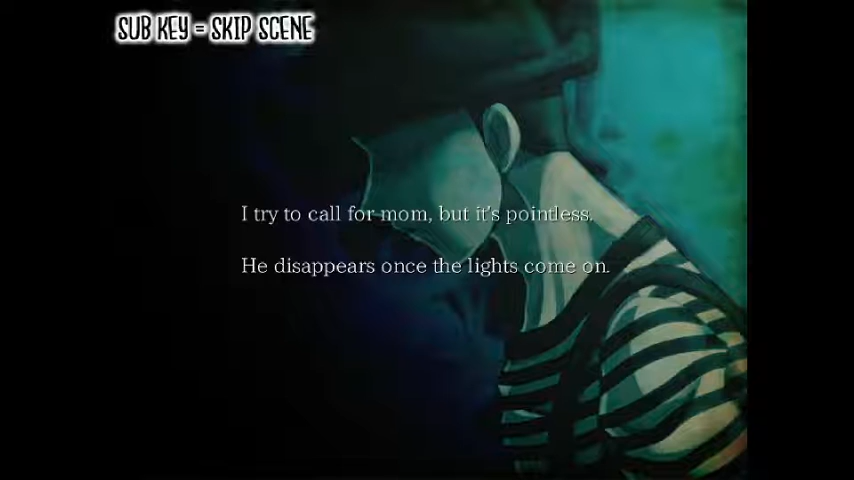 SUB KEY = SKIP SCENE
I try to call for mom, but it's pointless.
He disappears once the lights come on.